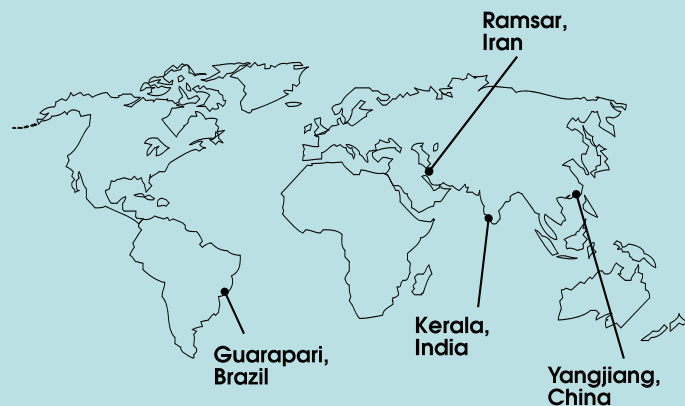 Ramsar,
Iran
Kerala,
India
Guarapari,
Brazil
Yangjiang,
China